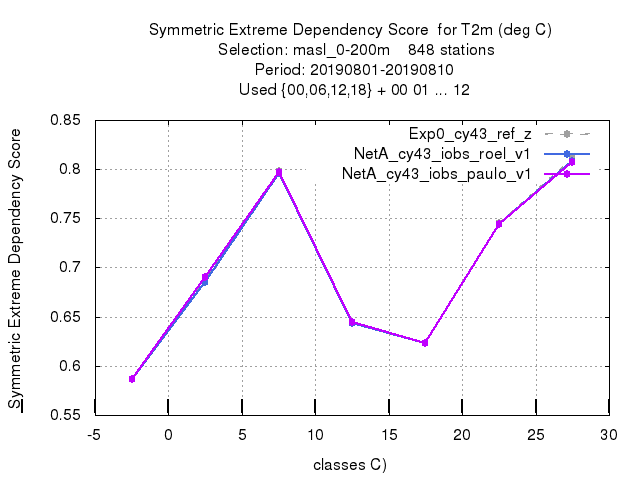 Symmetric Extreme Dependency Score for T2m (deg C)
Selection: masl_0-200m 848 stations
Period: 20190801-20190810
Used {00,06,12,18} + 00 01 ... 12
Symmetric Extreme Dependency Score
0.85
0.8
0.75
0.7
0.65
0.6
0.55
Exp0_cy43_ref_z
NetA_cy43_iobs_roel_v1
NetA_cy43_iobs_paulo_v1
-5 0 5 10 15 20 25 30
classes C)